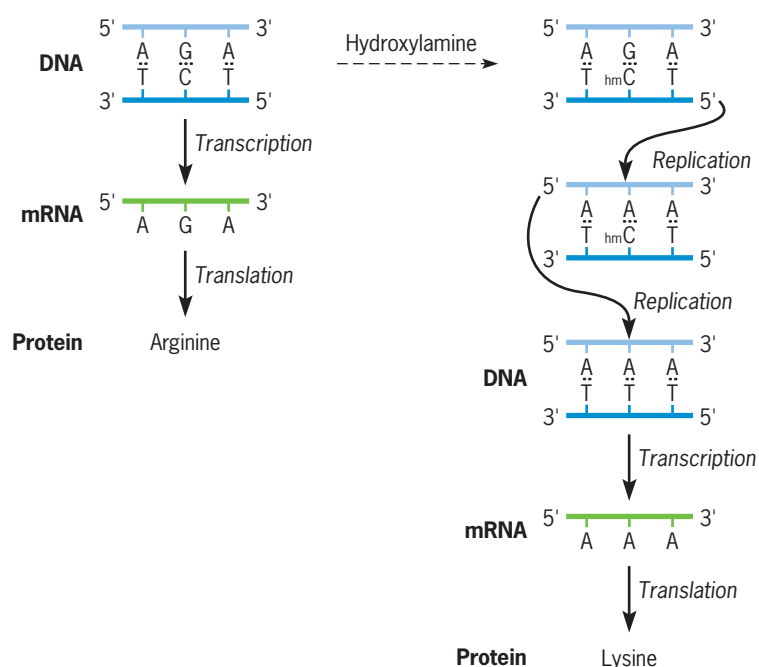 5' 3'
A G A
DNA
T C T
3' 5'
Transcription
5' 3'
mRNA
A G A
Translation
Protein Arginine
Hydroxylamine
5' 3'
A G A
T hmC T
3' 5'
Replication
5' 3'
A A A
T hmC T
3' 5'
Replication
5' 3'
A A A
DNA
T T T
3' 5'
Transcription
5' 3'
mRNA
A A A
Translation
Protein Lysine